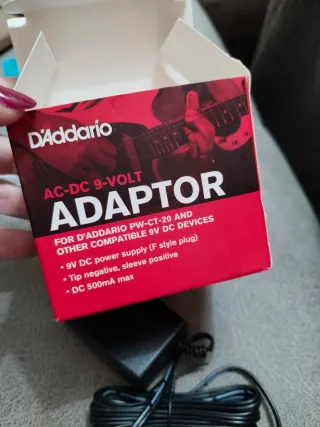 D'Addario
AC-DC 9-VOLT
ADAPTOR
FOR D'ADDARIO PW-CT-20 AND
OTHER COMPATIBLE 9V DC DEVICES
• 9V DC power supply (F style plug)
• Tip negative, sleeve positive
• DC 500mA max